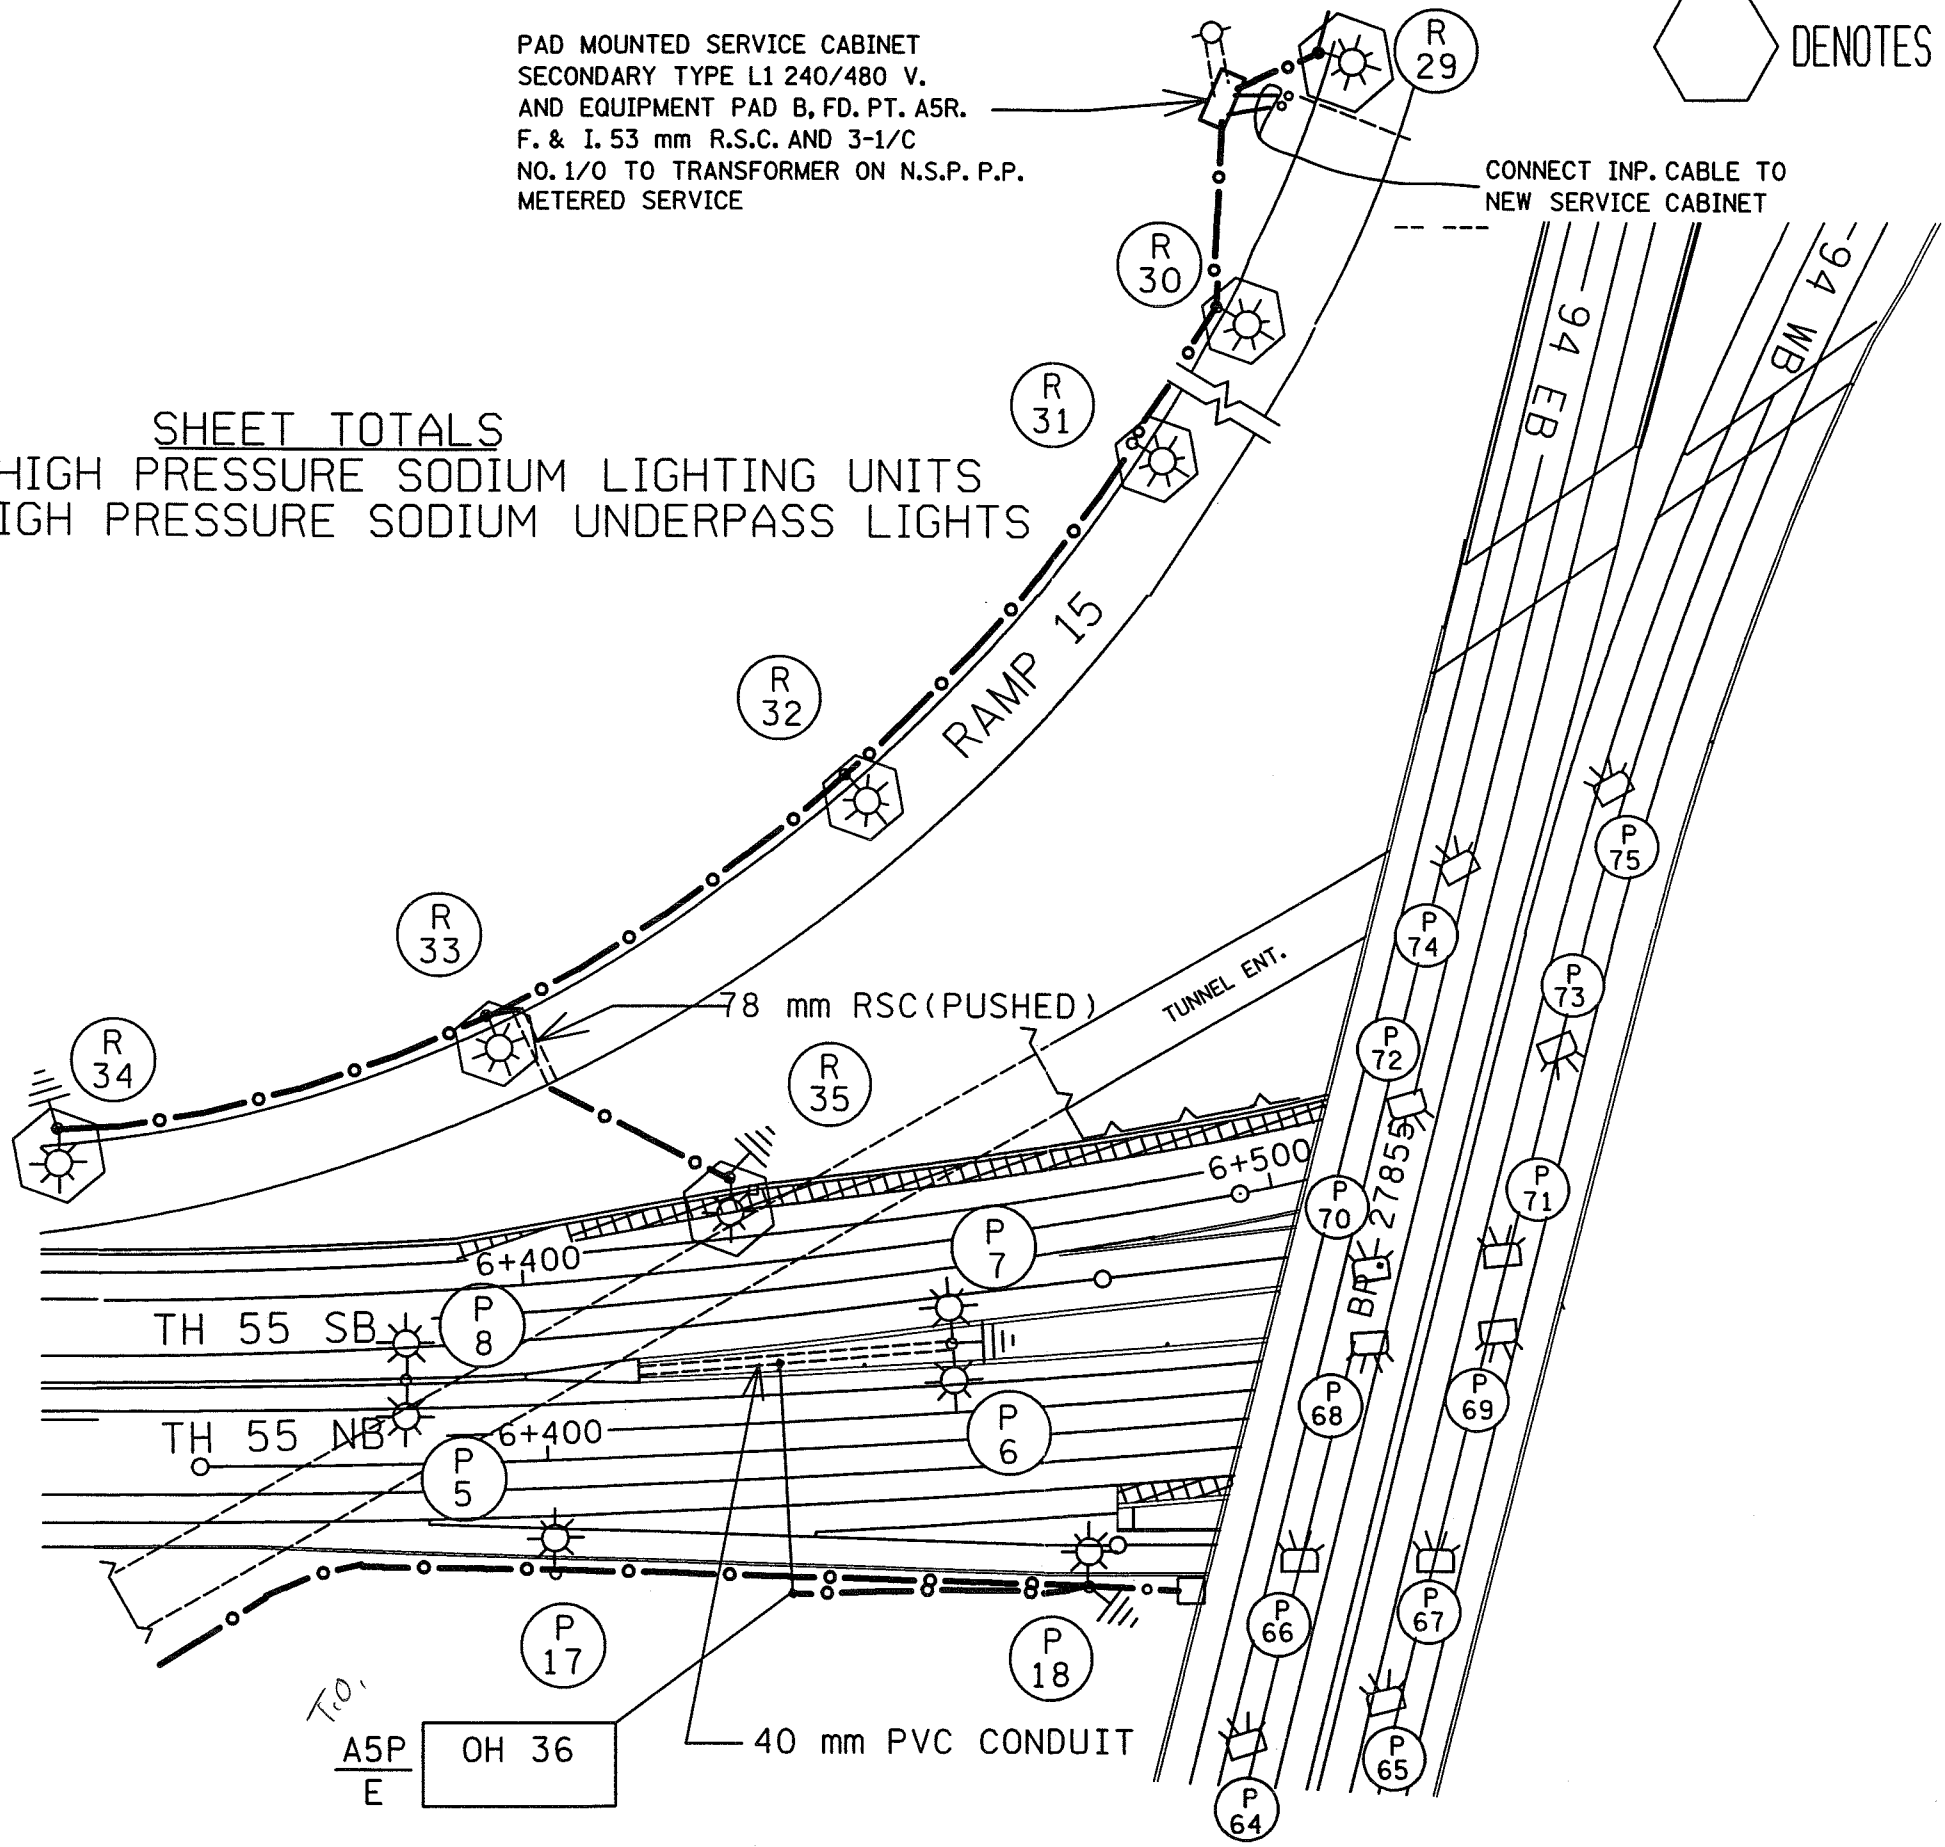 PAD MOUNTED SERVICE CABINET
SECONDARY TYPE L1 240/480 V.
AND EQUIPMENT PAD B, FD. PT. A5R.
F. & I. 53 mm R.S.C. AND 3-1/C
NO. 1/0 TO TRANSFORMER ON N.S.P. P.P.
METERED SERVICE
R
29
DENOTES
CONNECT INP. CABLE TO
NEW SERVICE CABINET
R
30
94 EB
94 WB
R
31
SHEET TOTALS
HIGH PRESSURE SODIUM LIGHTING UNITS
IGH PRESSURE SODIUM UNDERPASS LIGHTS
RAMP 15
R
32
P
75
R
33
P
74
TUNNEL ENT.
P
73
78 mm RSC(PUSHED)
R
34
R
35
P
72
6+500
P
71
P
70
BR 27855
6+400
P
7
TH 55 SB
P
8
P
68
P
69
TH 55 NB
6+400
P
6
P
5
P
17
P
18
P
66
P
67
T.O.
A5P
E
OH 36
40 mm PVC CONDUIT
P
65
P
64